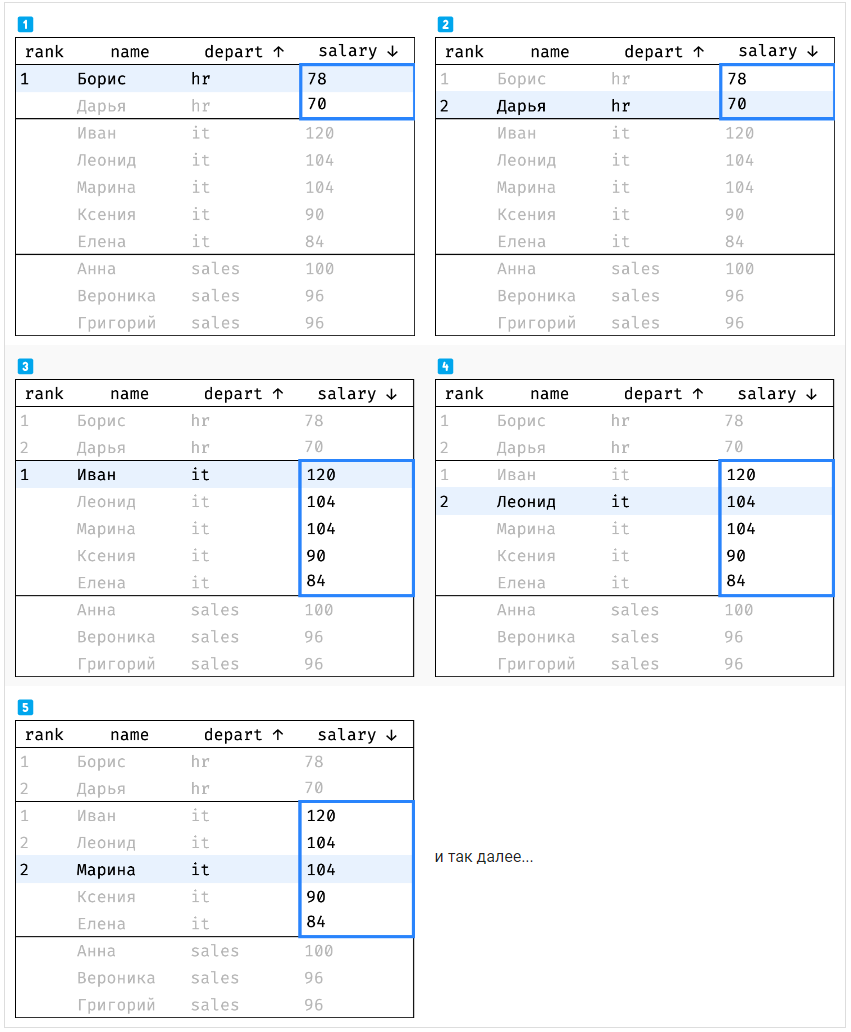 1
rank name depart ↑ salary ↓
1 Борис hr 78
Дарья hr 70
Иван it 120
Леонид it 104
Марина it 104
Ксения it 90
Елена it 84
Анна sales 100
Вероника sales 96
Григорий sales 96
2
rank name depart ↑ salary ↓
1 Борис hr 78
2 Дарья hr 70
Иван it 120
Леонид it 104
Марина it 104
Ксения it 90
Елена it 84
Анна sales 100
Вероника sales 96
Григорий sales 96
3
rank name depart ↑ salary ↓
1 Борис hr 78
2 Дарья hr 70
1 Иван it 120
Леонид it 104
Марина it 104
Ксения it 90
Елена it 84
Анна sales 100
Вероника sales 96
Григорий sales 96
4
rank name depart ↑ salary ↓
1 Борис hr 78
2 Дарья hr 70
1 Иван it 120
2 Леонид it 104
Марина it 104
Ксения it 90
Елена it 84
Анна sales 100
Вероника sales 96
Григорий sales 96
5
rank name depart ↑ salary ↓
1 Борис hr 78
2 Дарья hr 70
1 Иван it 120
2 Леонид it 104
2 Марина it 104
Ксения it 90
Елена it 84
Анна sales 100
Вероника sales 96
Григорий sales 96
и так далее...